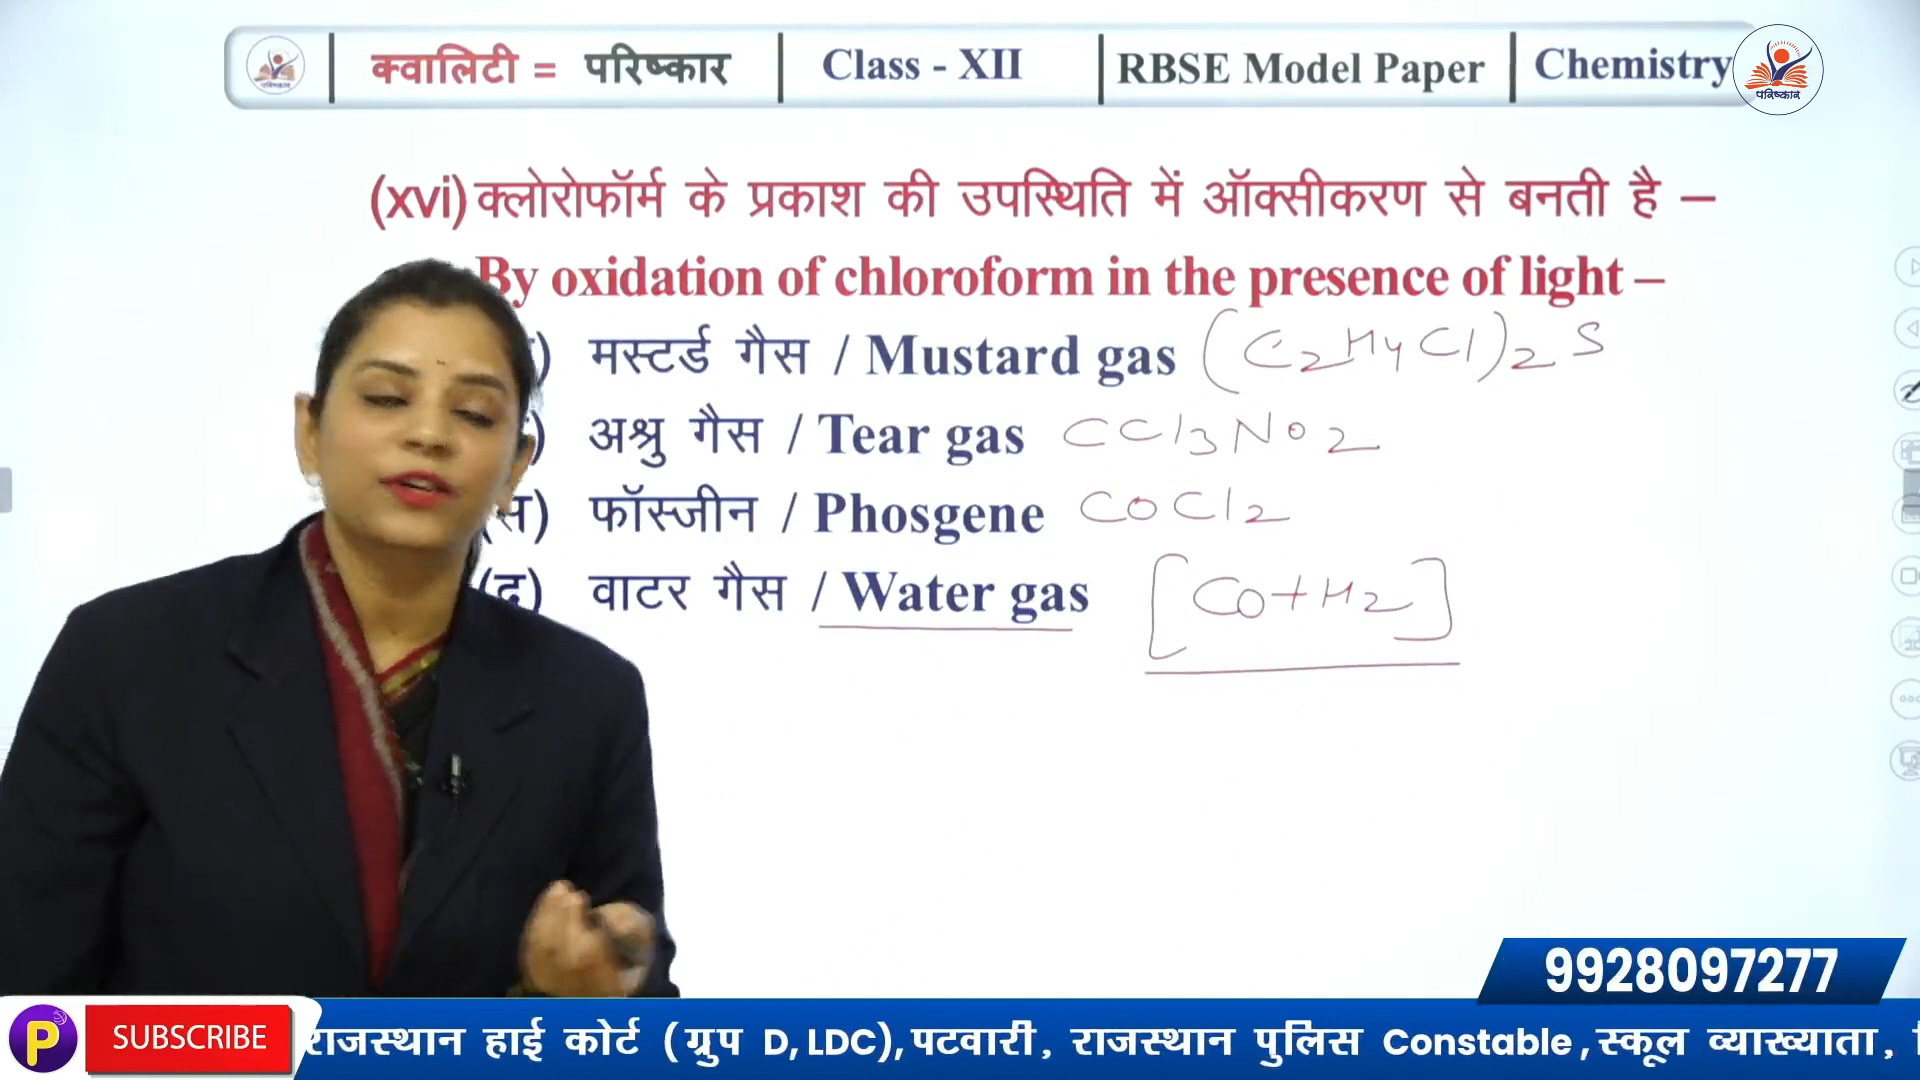 क्वालिटी = परिष्कार Class - XII RBSE Model Paper Chemistry
परिष्कार
(xvi) क्लोरोफॉर्म के प्रकाश की उपस्थिति में ऑक्सीकरण से बनती है –
By oxidation of chloroform in the presence of light –
) मस्टर्ड गैस / Mustard gas (C2H4Cl)2 S
) अश्रु गैस / Tear gas CCl3NO2
(स) फॉस्जीन / Phosgene COCl2
(द) वाटर गैस / Water gas [CO+H2]
9928097277
P SUBSCRIBE राजस्थान हाई कोर्ट (ग्रुप D, LDC), पटवारी, राजस्थान पुलिस Constable, स्कूल व्याख्याता,